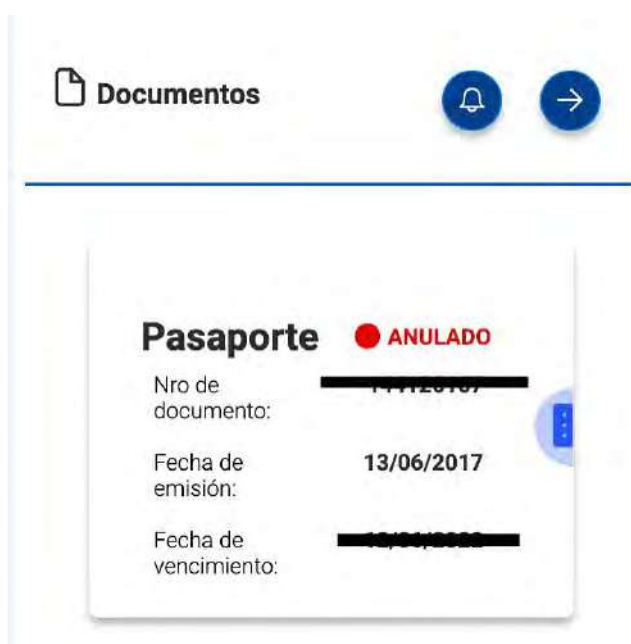 Documentos
Pasaporte ANULADO
Nro de
documento:
Fecha de 13/06/2017
emisión:
Fecha de
vencimiento: